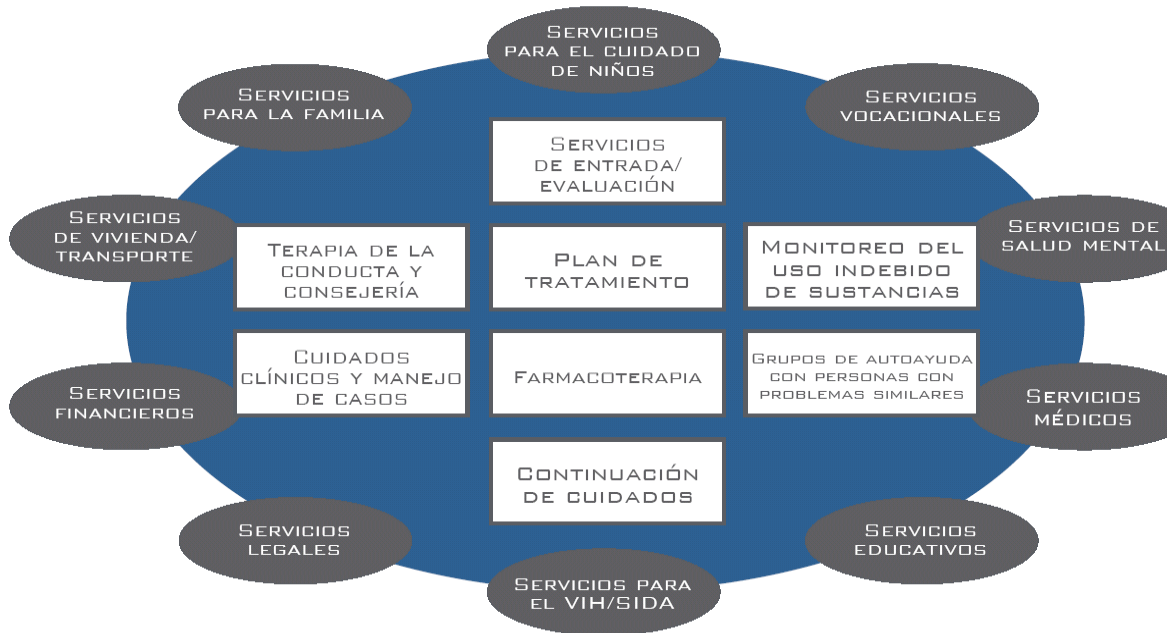 SERVICIOS
PARA EL CUIDADO
DE NIÑOS
SERVICIOS
PARA LA FAMILIA
SERVICIOS
VOCACIONALES
SERVICIOS
DE ENTRADA/
EVALUACIÓN
SERVICIOS
DE VIVIENDA/
TRANSPORTE
TERAPIA DE LA
CONDUCTA Y
CONSEJERÍA
PLAN DE
TRATAMIENTO
MONITOREO DEL
USO INDEBIDO
DE SUSTANCIAS
SERVICIOS DE
SALUD MENTAL
SERVICIOS
FINANCIEROS
CUIDADOS
CLÍNICOS Y MANEJO
DE CASOS
FARMACOTERAPIA
GRUPOS DE AUTOAYUDA
CON PERSONAS CON
PROBLEMAS SIMILARES
SERVICIOS
MÉDICOS
CONTINUACIÓN
DE CUIDADOS
SERVICIOS
LEGALES
SERVICIOS PARA
EL VIH/SIDA
SERVICIOS
EDUCATIVOS